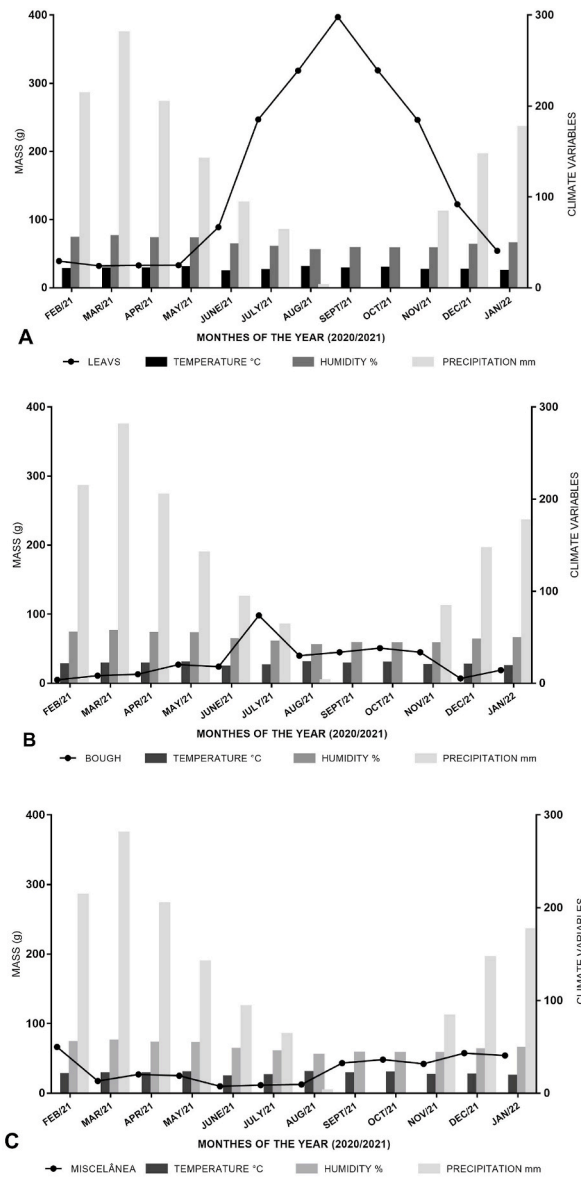 400
300
200
100
0
MASS (g)
300
200
100
0
CLIMATE VARIABLES
FEB/21
MAR/21
APR/21
MAY/21
JUNE/21
JULY/21
AUG/21
SEPT/21
OCT/21
NOV/21
DEC/21
JAN/22
A
MONTHES OF THE YEAR (2020/2021)
LEAVS TEMPERATURE °C HUMIDITY % PRECIPITATION mm
400
300
200
100
0
MASS (g)
300
200
100
0
CLIMATE VARIABLES
FEB/21
MAR/21
APR/21
MAY/21
JUNE/21
JULY/21
AUG/21
SEPT/21
OCT/21
NOV/21
DEC/21
JAN/22
MONTHES OF THE YEAR (2020/2021)
B
BOUGH TEMPERATURE °C HUMIDITY % PRECIPITATION mm
400
300
200
100
0
MASS (g)
300
200
100
0
CLIMATE VARIABLES
FEB/21
MAR/21
APR/21
MAY/21
JUNE/21
JULY/21
AUG/21
SEPT/21
OCT/21
NOV/21
DEC/21
JAN/22
C
MONTHES OF THE YEAR (2020/2021)
MISCELÂNEA TEMPERATURE °C HUMIDITY % PRECIPITATION mm